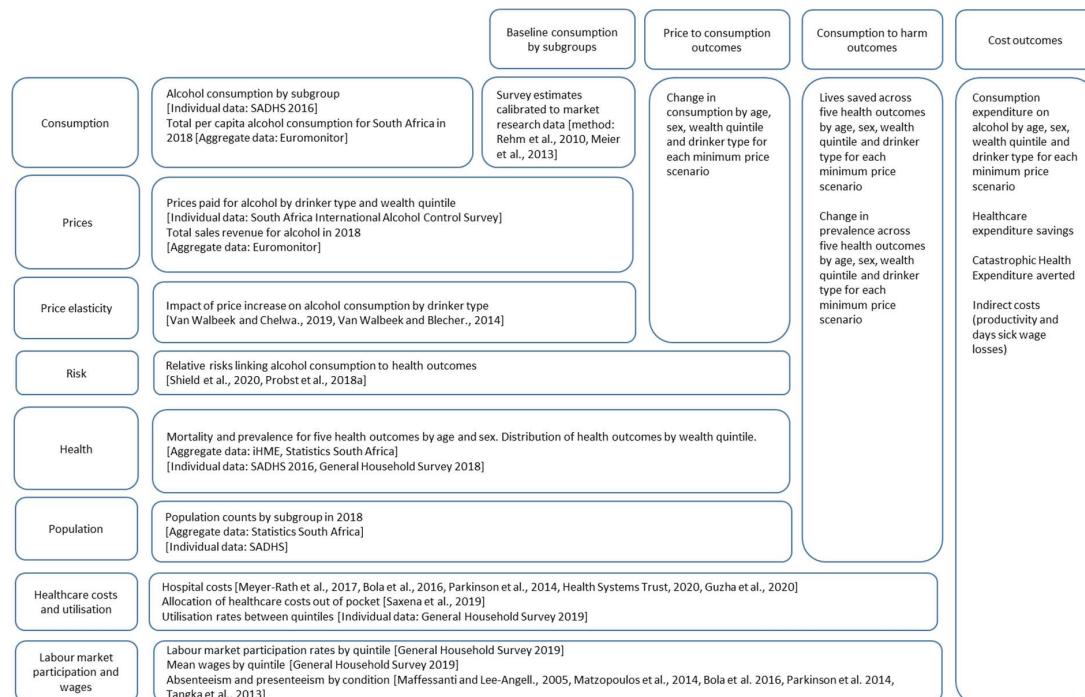 Baseline consumption
by subgroups
Price to consumption
outcomes
Consumption to harm
outcomes
Cost outcomes
Consumption
Alcohol consumption by subgroup
[Individual data: SADHS 2016]
Total per capita alcohol consumption for South Africa in
2018 [Aggregate data: Euromonitor]
Survey estimates
calibrated to market
research data [method:
Rehm et al., 2010, Meier
et al., 2013]
Change in
consumption by age,
sex, wealth quintile
and drinker type for
each minimum price
scenario
Lives saved across
five health outcomes
by age, sex, wealth
quintile and drinker
type for each
minimum price
scenario
Change in
prevalence across
five health outcomes
by age, sex, wealth
quintile and drinker
type for each
minimum price
scenario
Consumption
expenditure on
alcohol by age, sex,
wealth quintile and
drinker type for each
minimum price
scenario
Healthcare
expenditure savings
Catastrophic Health
Expenditure averted
Indirect costs
(productivity and
days sick wage
losses)
Prices
Prices paid for alcohol by drinker type and wealth quintile
[Individual data: South Africa International Alcohol Control Survey]
Total sales revenue for alcohol in 2018
[Aggregate data: Euromonitor]
Price elasticity
Impact of price increase on alcohol consumption by drinker type
[Van Walbeek and Chelwa., 2019, Van Walbeek and Blecher., 2014]
Risk
Relative risks linking alcohol consumption to health outcomes
[Shield et al., 2020, Probst et al., 2018a]
Health
Mortality and prevalence for five health outcomes by age and sex. Distribution of health outcomes by wealth quintile.
[Aggregate data: iHME, Statistics South Africa]
[Individual data: SADHS 2016, General Household Survey 2018]
Population
Population counts by subgroup in 2018
[Aggregate data: Statistics South Africa]
[Individual data: SADHS]
Healthcare costs
and utilisation
Hospital costs [Meyer-Rath et al., 2017, Bola et al., 2016, Parkinson et al., 2014, Health Systems Trust, 2020, Guzha et al., 2020]
Allocation of healthcare costs out of pocket [Saxena et al., 2019]
Utilisation rates between quintiles [Individual data: General Household Survey 2019]
Labour market
participation and
wages
Labour market participation rates by quintile [General Household Survey 2019]
Mean wages by quintile [General Household Survey 2019]
Absenteeism and presenteeism by condition [Maffessanti and Lee-Angell., 2005, Matzopoulos et al., 2014, Bola et al. 2016, Parkinson et al. 2014,
Tangka et al., 2013]